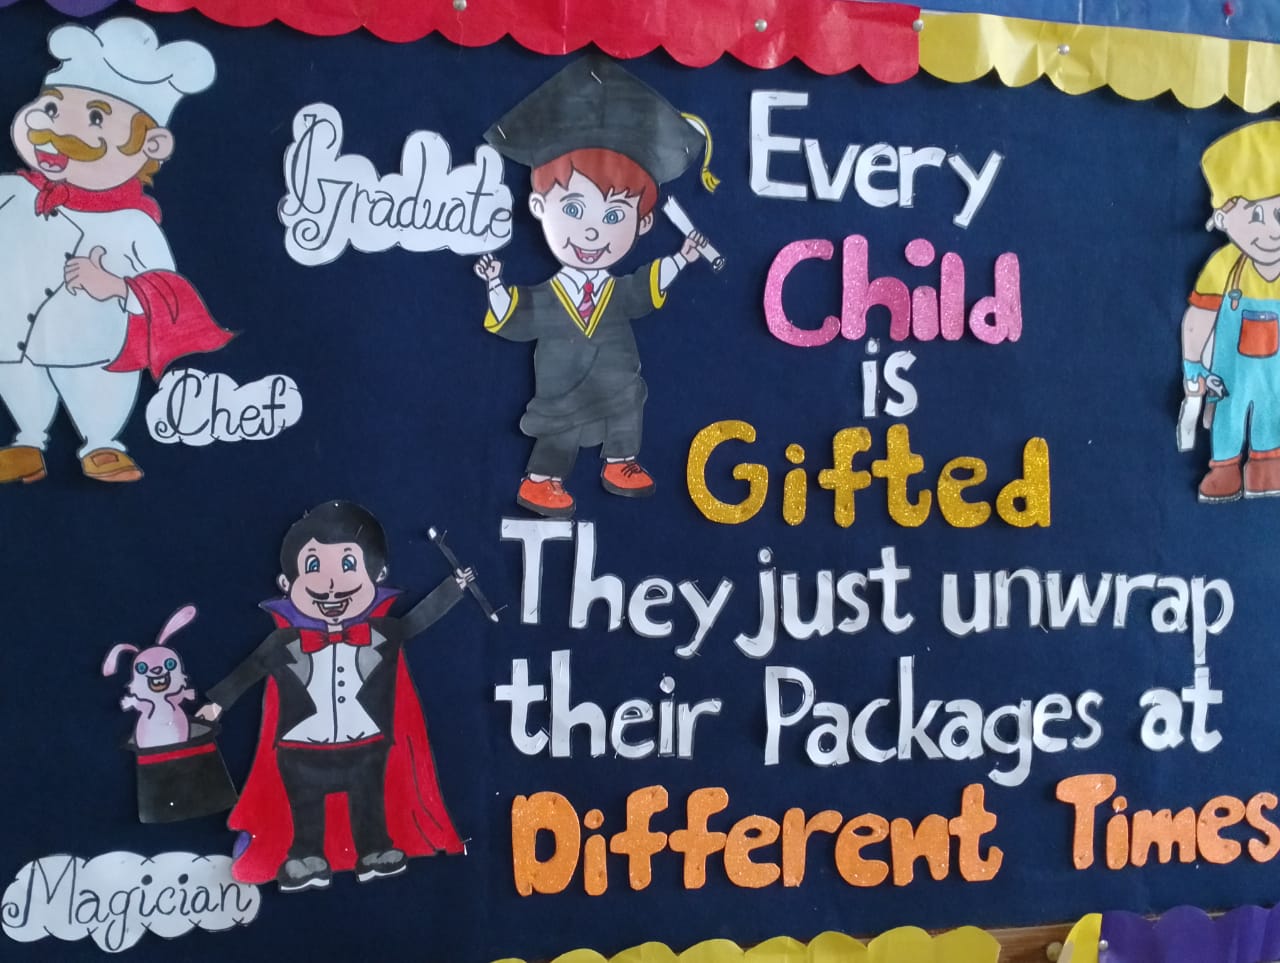 Graduate
Every
Child
is
Gifted
Chef
They just unwrap
their Packages at
Different Times
Magician